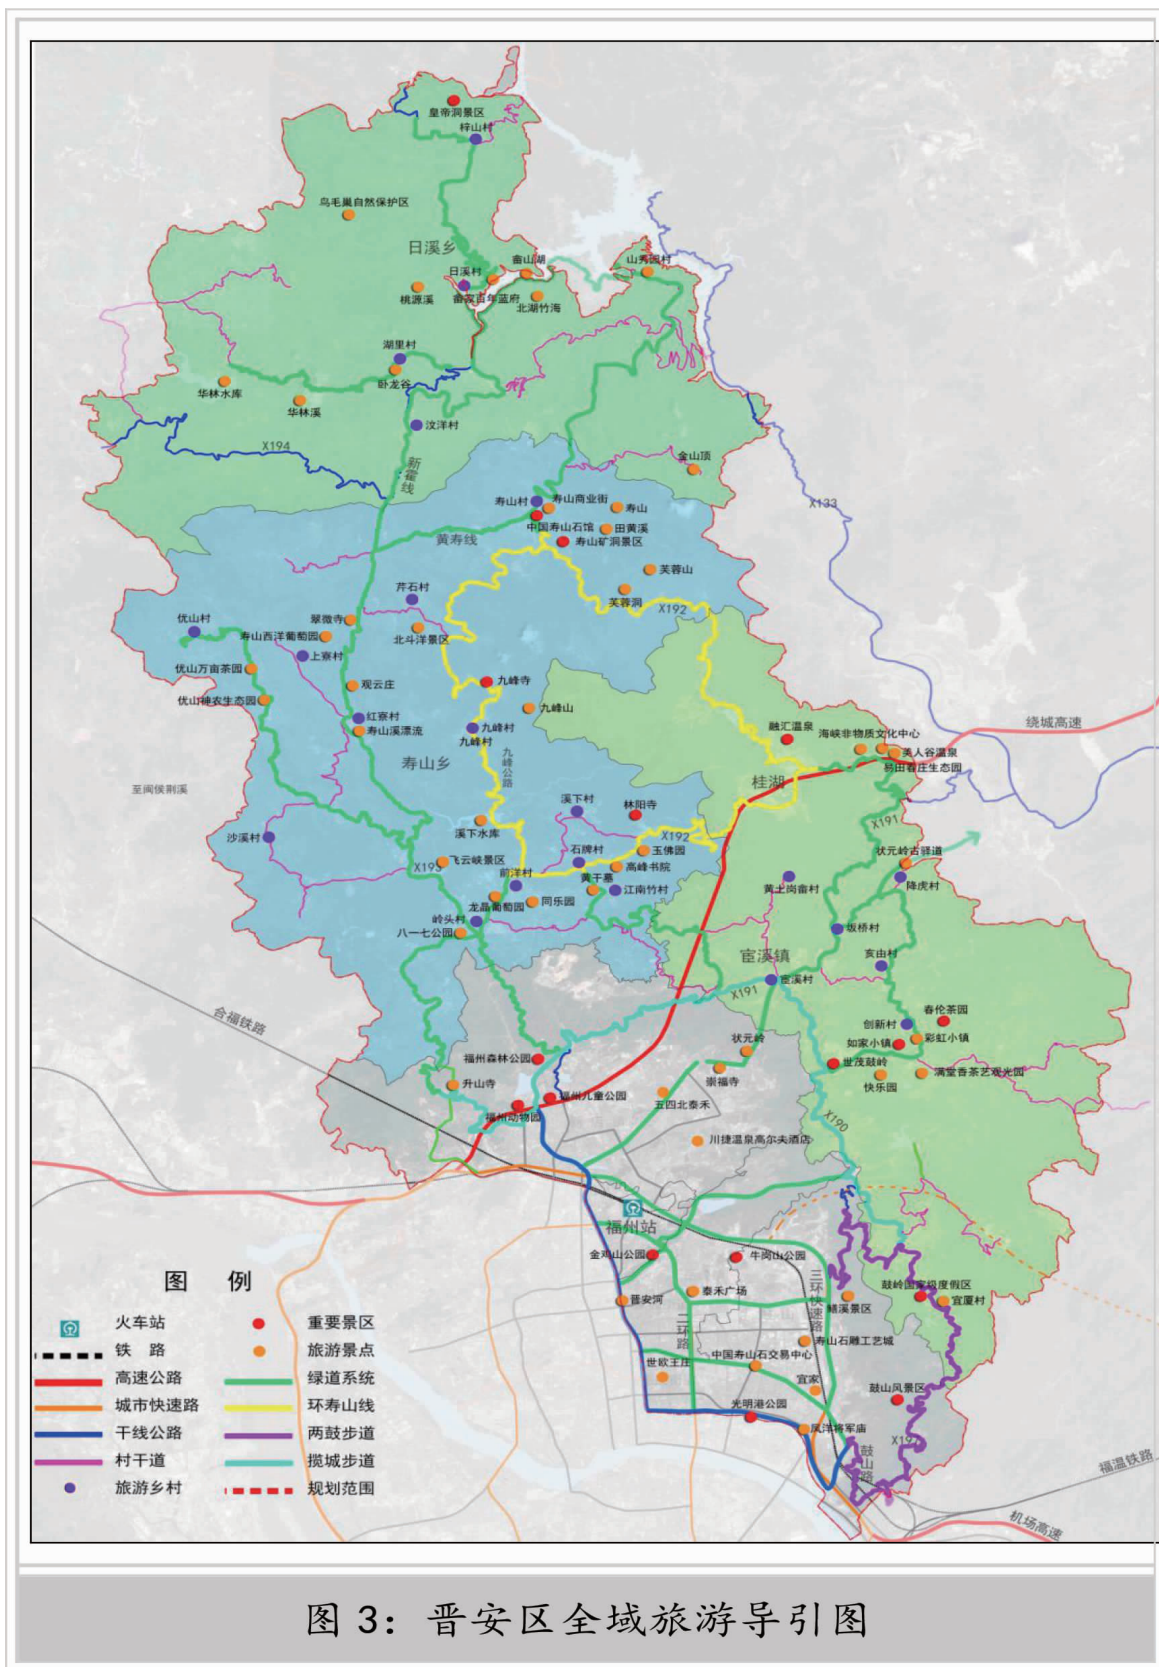 皇帝洞景区
梓山村
鸟毛巢自然保护区
日溪乡
日溪村
畲山湖
山秀园村
桃源溪
畲家百年蓝府
北湖竹海
湖里村
卧龙谷
华林水库
华林溪
汶洋村
X194
新霍线
金山顶
X133
寿山村
寿山商业街
寿山
中国寿山石馆
田黄溪
黄寿线
寿山矿洞景区
芙蓉山
芹石村
芙蓉洞
X192
优山村
翠微寺
寿山西洋葡萄园
北斗洋景区
上寮村
优山万亩茶园
九峰寺
观云庄
优山神农生态园
九峰山
红寮村
九峰村
寿山溪漂流
九峰村
融汇温泉
海峡非物质文化中心
绕城高速
美人谷温泉
易田春庄生态园
九峰公路
寿山乡
桂湖
至闽侯荆溪
溪下村
林阳寺
X191
沙溪村
溪下水库
X192
石牌村
玉佛园
状元岭古驿道
X193
飞云峡景区
高峰书院
前洋村
黄干墓
江南竹村
黄土岗畲村
降虎村
龙晶葡萄园
同乐园
岭头村
八一七公园
坂桥村
宦溪镇
亥由村
宦溪村
X191
合福铁路
春伦茶园
创新村
状元岭
如家小镇
彩虹小镇
福州森林公园
世茂鼓岭
崇福寺
满堂香茶艺观光园
升山寺
快乐园
福州儿童公园
五四北泰禾
福州动物园
X190
川捷温泉高尔夫酒店
福州站
金鸡山公园
牛岗山公园
三环快速路
鼓岭国家级度假区
泰禾广场
晋安河
鳝溪景区
宜厦村
二环路
寿山石雕工艺城
中国寿山石交易中心
世欧王庄
宜家
鼓山风景区
光明港公园
凤洋将军庙
鼓山路
福温铁路
机场高速
图 例
火车站
重要景区
铁 路
旅游景点
高速公路
绿道系统
城市快速路
环寿山线
干线公路
两鼓步道
村干道
揽城步道
旅游乡村
规划范围
图 3：晋安区全域旅游导引图